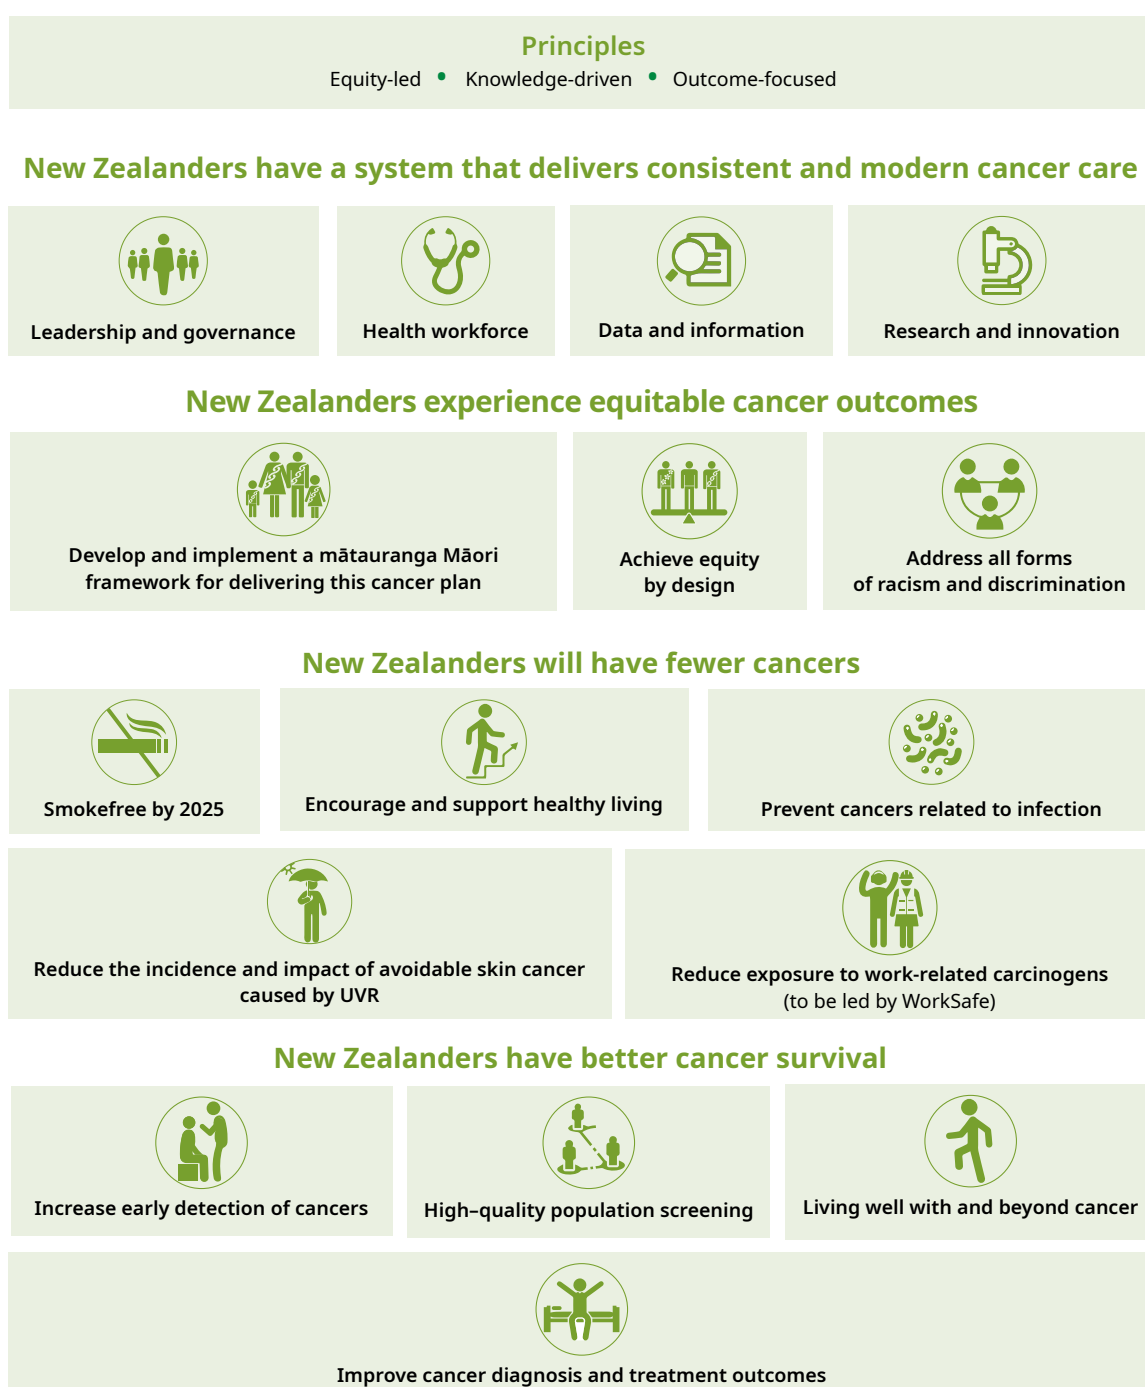 Principles
Equity-led • Knowledge-driven • Outcome-focused
New Zealanders have a system that delivers consistent and modern cancer care
Leadership and governance
Health workforce
Data and information
Research and innovation
New Zealanders experience equitable cancer outcomes
Develop and implement a mātauranga Māori
framework for delivering this cancer plan
Achieve equity
by design
Address all forms
of racism and discrimination
New Zealanders will have fewer cancers
Smokefree by 2025
Encourage and support healthy living
Prevent cancers related to infection
Reduce the incidence and impact of avoidable skin cancer
caused by UVR
Reduce exposure to work-related carcinogens
(to be led by WorkSafe)
New Zealanders have better cancer survival
Increase early detection of cancers
High–quality population screening
Living well with and beyond cancer
Improve cancer diagnosis and treatment outcomes